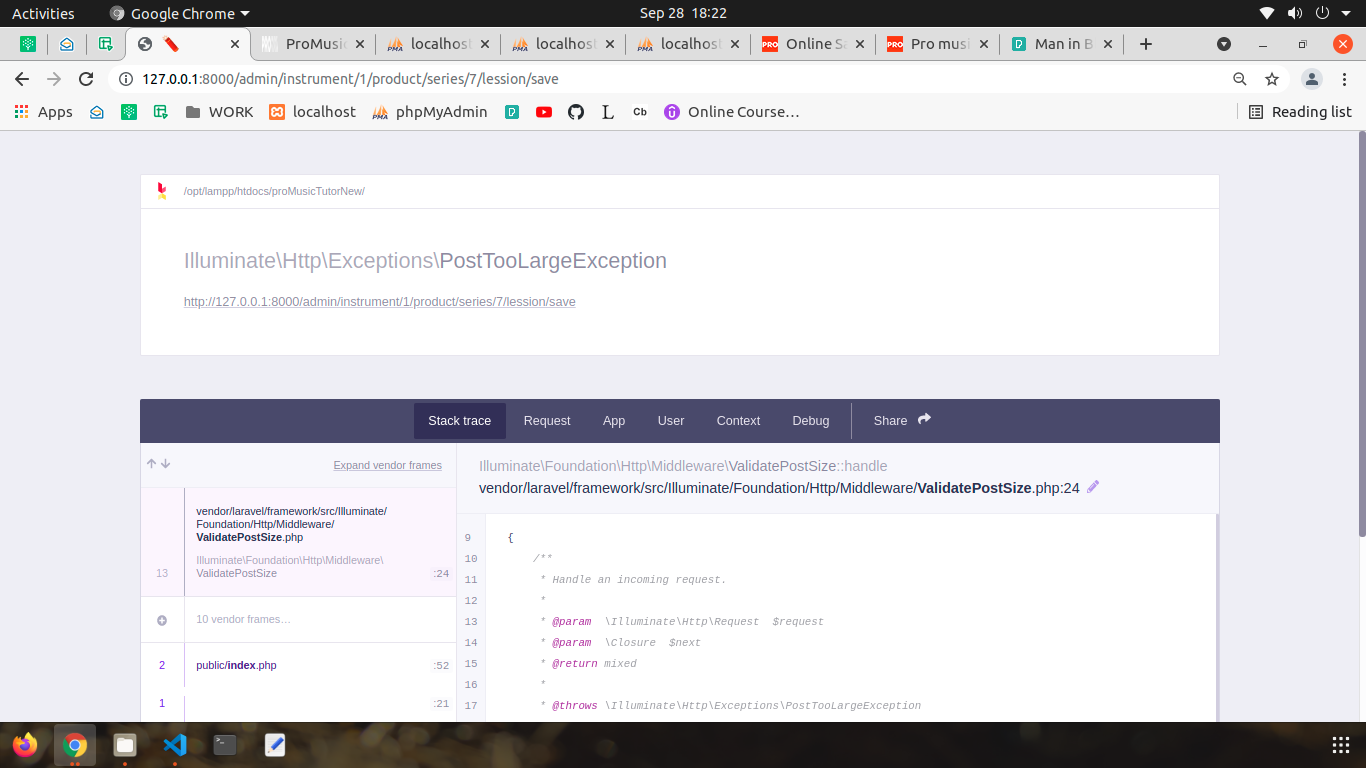 Activities
Google Chrome
Sep 28 18:22
ProMusic
localhost
localhost
localhost
Online Sa
Pro musi
Man in B
127.0.0.1:8000/admin/instrument/1/product/series/7/lession/save
Apps
WORK
localhost
phpMyAdmin
L
Cb
Online Course…
Reading list
/opt/lampp/htdocs/proMusicTutorNew/
Illuminate\Http\Exceptions\PostTooLargeException
http://127.0.0.1:8000/admin/instrument/1/product/series/7/lession/save
Stack trace
Request
App
User
Context
Debug
Share
Expand vendor frames
Illuminate\Foundation\Http\Middleware\ValidatePostSize::handle
vendor/laravel/framework/src/Illuminate/Foundation/Http/Middleware/ValidatePostSize.php:24
vendor/laravel/framework/src/Illuminate/
Foundation/Http/Middleware/
ValidatePostSize.php
Illuminate\Foundation\Http\Middleware\
13 ValidatePostSize :24
10 vendor frames…
2 public/index.php :52
1 :21
9 {
10 /**
11 * Handle an incoming request.
12 *
13 * @param \Illuminate\Http\Request $request
14 * @param \Closure $next
15 * @return mixed
16 *
17 * @throws \Illuminate\Http\Exceptions\PostTooLargeException